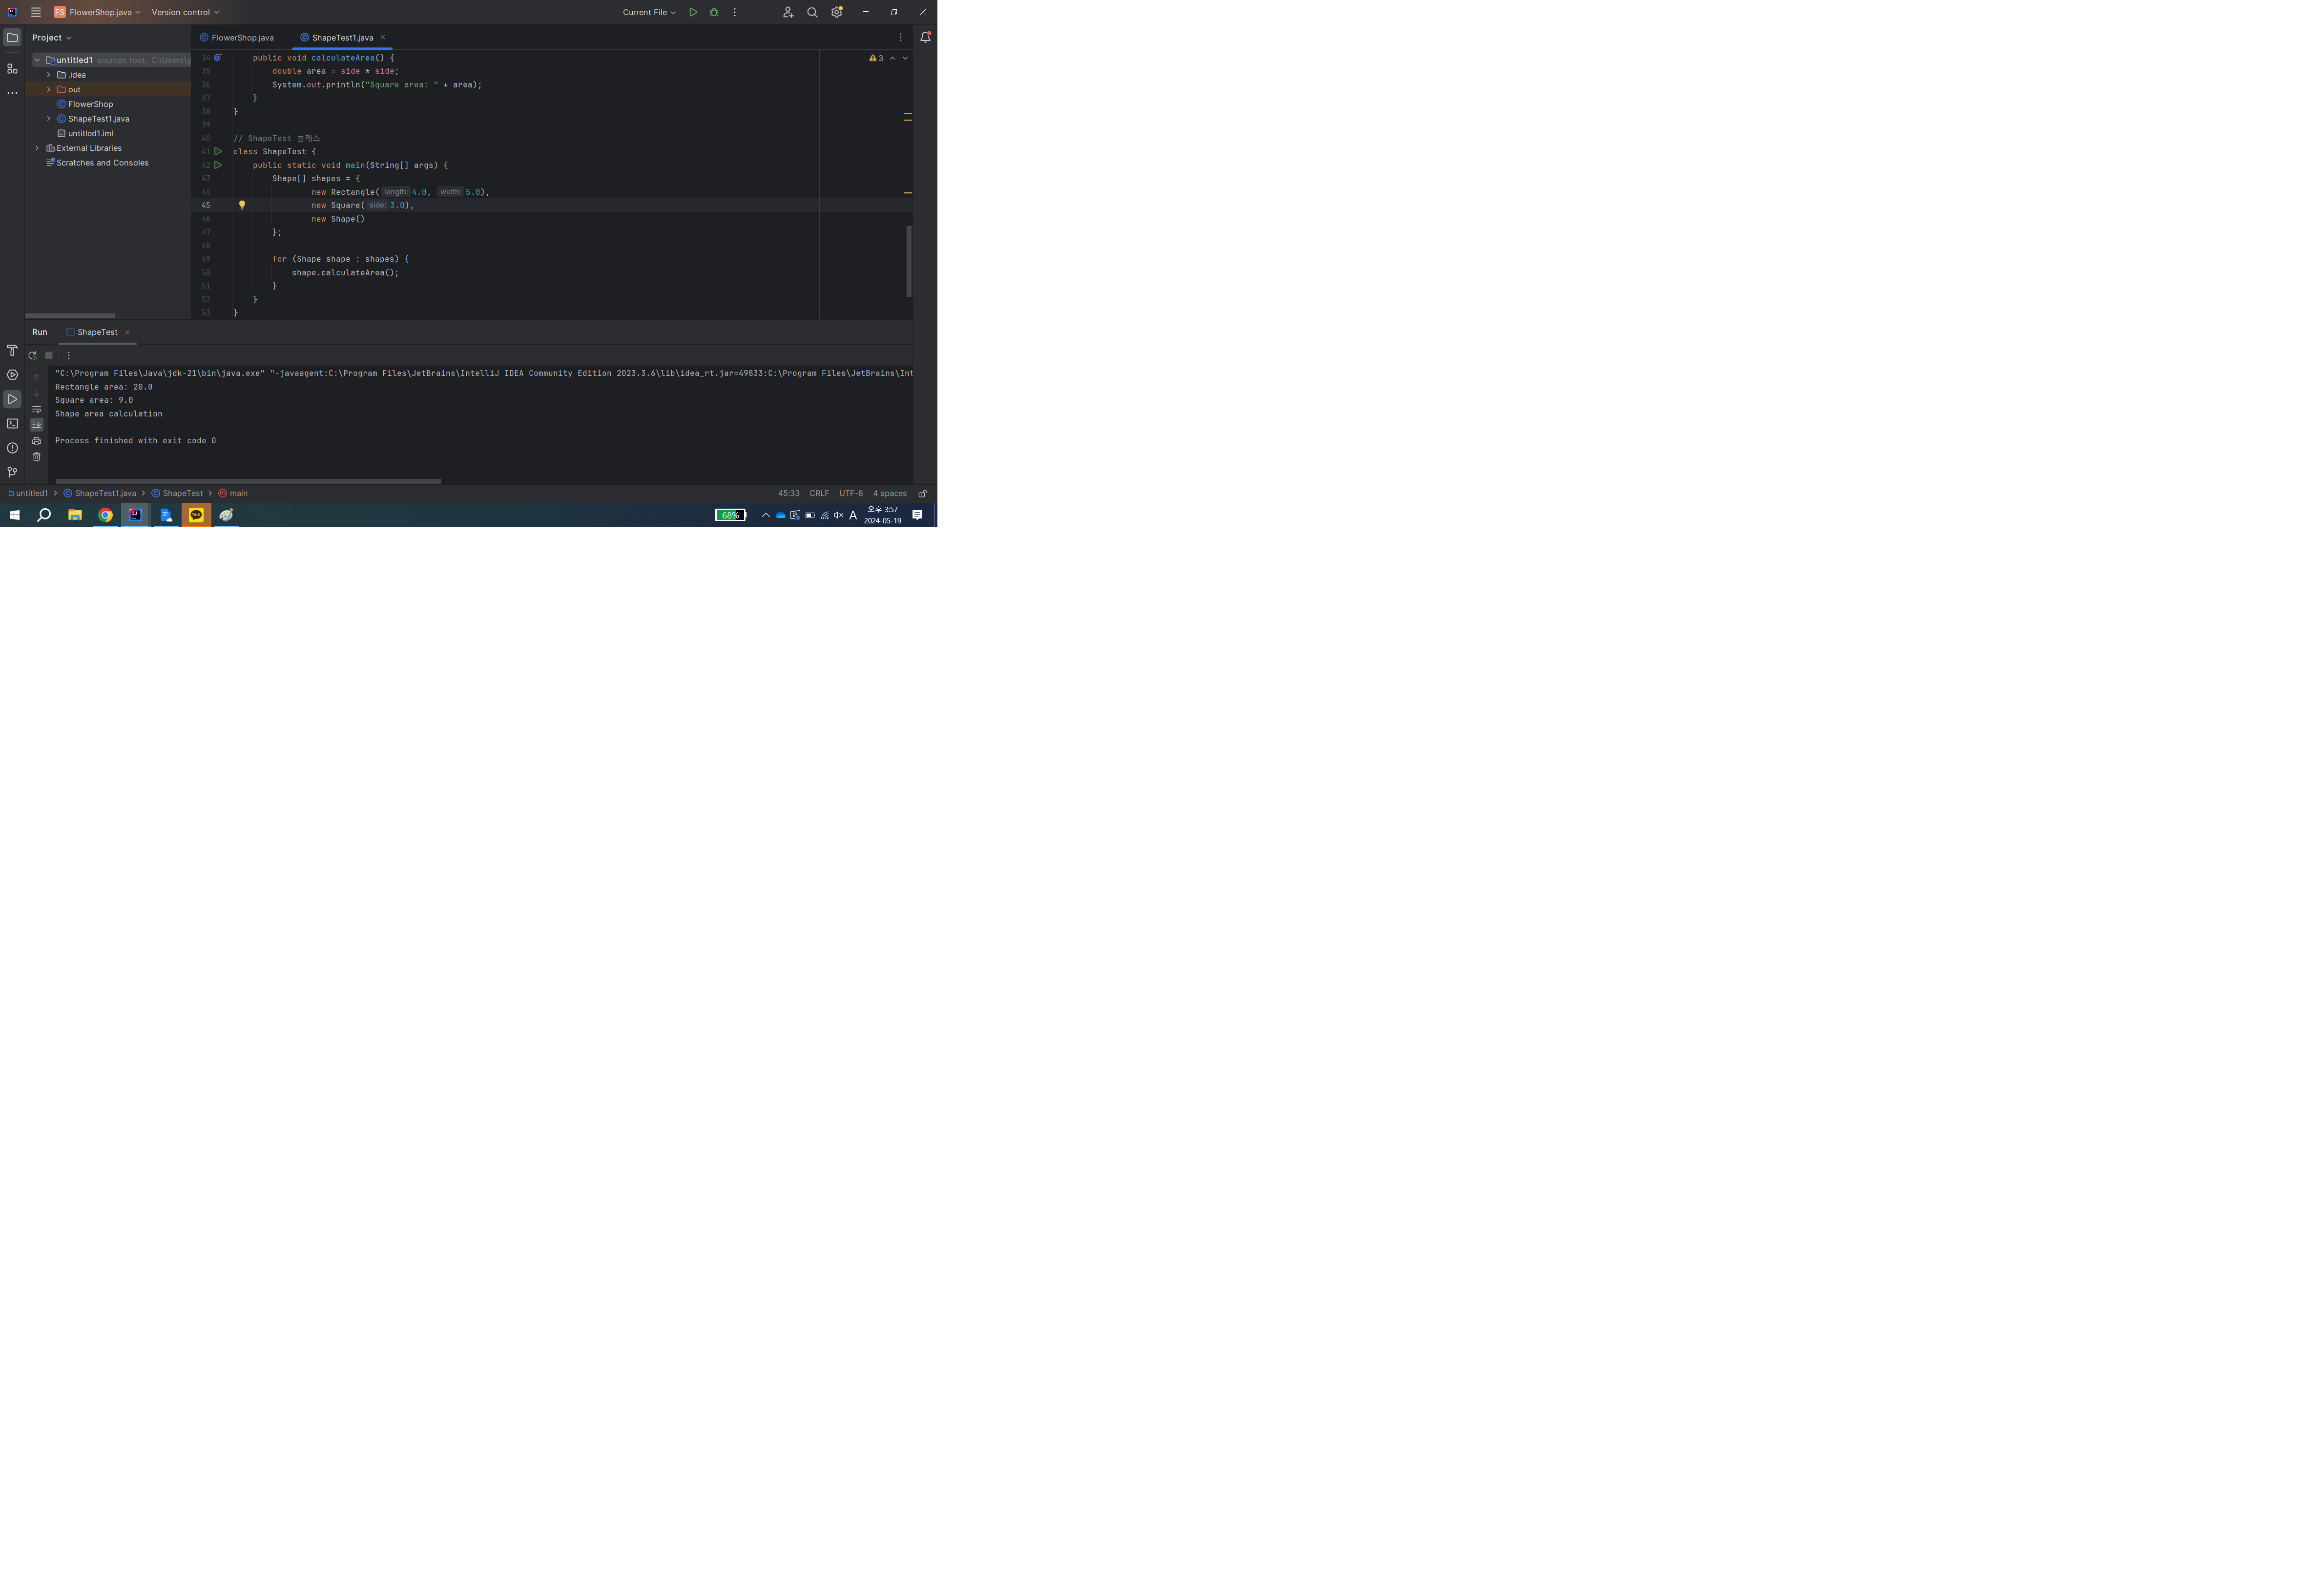 FS FlowerShop.java Version control Current File
Project
FlowerShop.java ShapeTest1.java
untitled1 sources root, C:\Users\y
.idea
out
FlowerShop
ShapeTest1.java
untitled1.iml
External Libraries
Scratches and Consoles
3
34 public void calculateArea() {
35 double area = side * side;
36 System.out.println("Square area: " + area);
37 }
38 }
39
40 // ShapeTest 클래스
41 class ShapeTest {
42 public static void main(String[] args) {
43 Shape[] shapes = {
44 new Rectangle( length: 4.0, width: 5.0),
45 new Square( side: 3.0),
46 new Shape()
47 };
48
49 for (Shape shape : shapes) {
50 shape.calculateArea();
51 }
52 }
53 }
Run ShapeTest
"C:\Program Files\Java\jdk-21\bin\java.exe" "-javaagent:C:\Program Files\JetBrains\IntelliJ IDEA Community Edition 2023.3.6\lib\idea_rt.jar=49833:C:\Program Files\JetBrains\Int
Rectangle area: 20.0
Square area: 9.0
Shape area calculation
Process finished with exit code 0
untitled1 ShapeTest1.java ShapeTest main 45:33 CRLF UTF-8 4 spaces
68% A 오후 3:57
2024-05-19